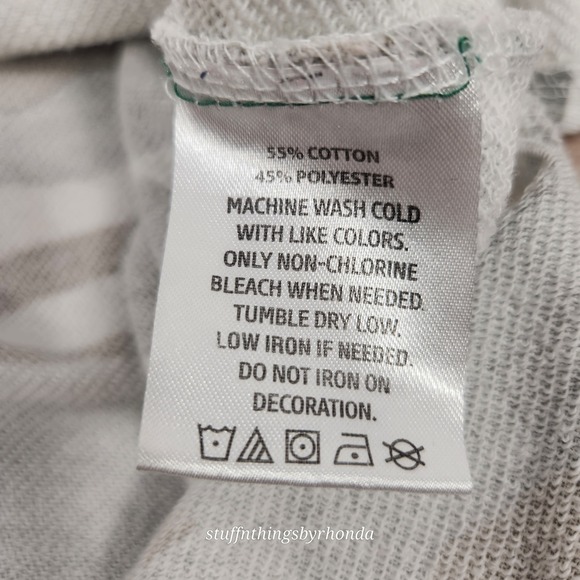 55% COTTON
45% POLYESTER
MACHINE WASH COLD
WITH LIKE COLORS.
ONLY NON-CHLORINE
BLEACH WHEN NEEDED.
TUMBLE DRY LOW.
LOW IRON IF NEEDED.
DO NOT IRON ON
DECORATION.
stuffnthingsbyrhonda